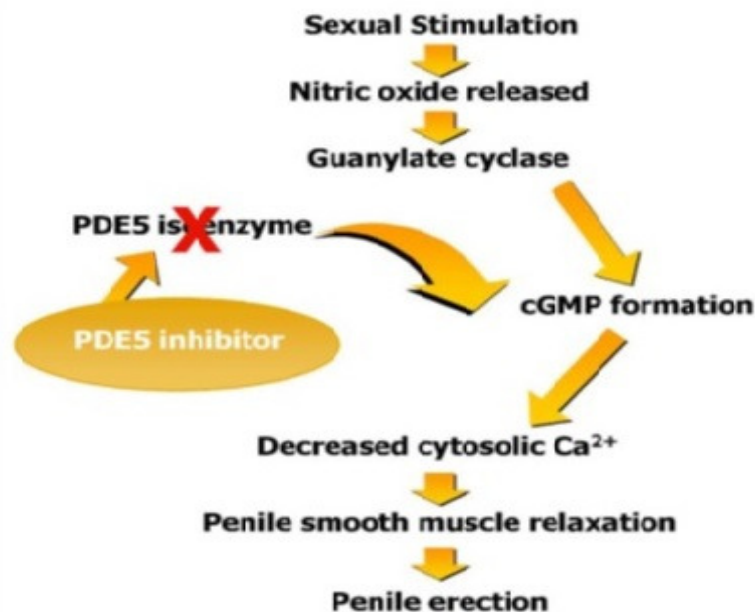 Sexual Stimulation
Nitric oxide released
Guanylate cyclase
PDE5 isoenzyme
cGMP formation
PDE5 inhibitor
Decreased cytosolic Ca²⁺
Penile smooth muscle relaxation
Penile erection